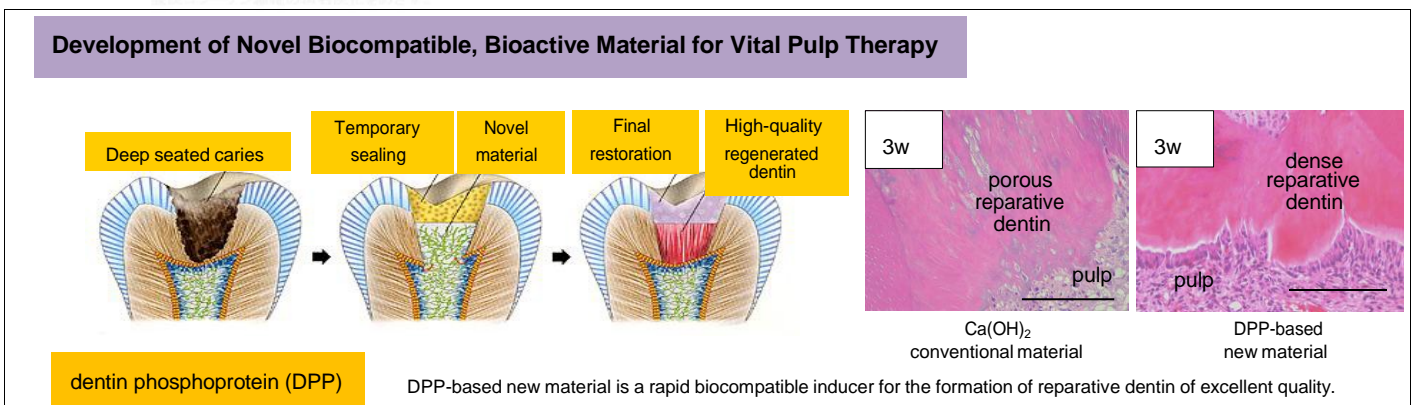 Development of Novel Biocompatible, Bioactive Material for Vital Pulp Therapy
Deep seated caries
Temporary
sealing
Novel
material
Final
restoration
High-quality
regenerated
dentin
3w
porous
reparative
dentin
pulp
Ca(OH)₂
conventional material
3w
dense
reparative
dentin
pulp
DPP-based
new material
dentin phosphoprotein (DPP)
DPP-based new material is a rapid biocompatible inducer for the formation of reparative dentin of excellent quality.